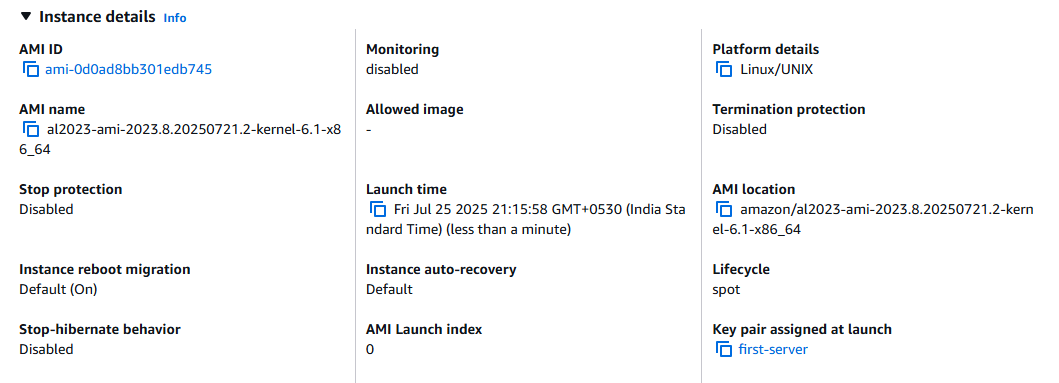 Instance details Info
AMI ID
ami-0d0ad8bb301edb745
Monitoring
disabled
Platform details
Linux/UNIX
AMI name
al2023-ami-2023.8.20250721.2-kernel-6.1-x8
6_64
Allowed image
-
Termination protection
Disabled
Stop protection
Disabled
Launch time
Fri Jul 25 2025 21:15:58 GMT+0530 (India Sta
ndard Time) (less than a minute)
AMI location
amazon/al2023-ami-2023.8.20250721.2-kern
el-6.1-x86_64
Instance reboot migration
Default (On)
Instance auto-recovery
Default
Lifecycle
spot
Stop-hibernate behavior
Disabled
AMI Launch index
0
Key pair assigned at launch
first-server